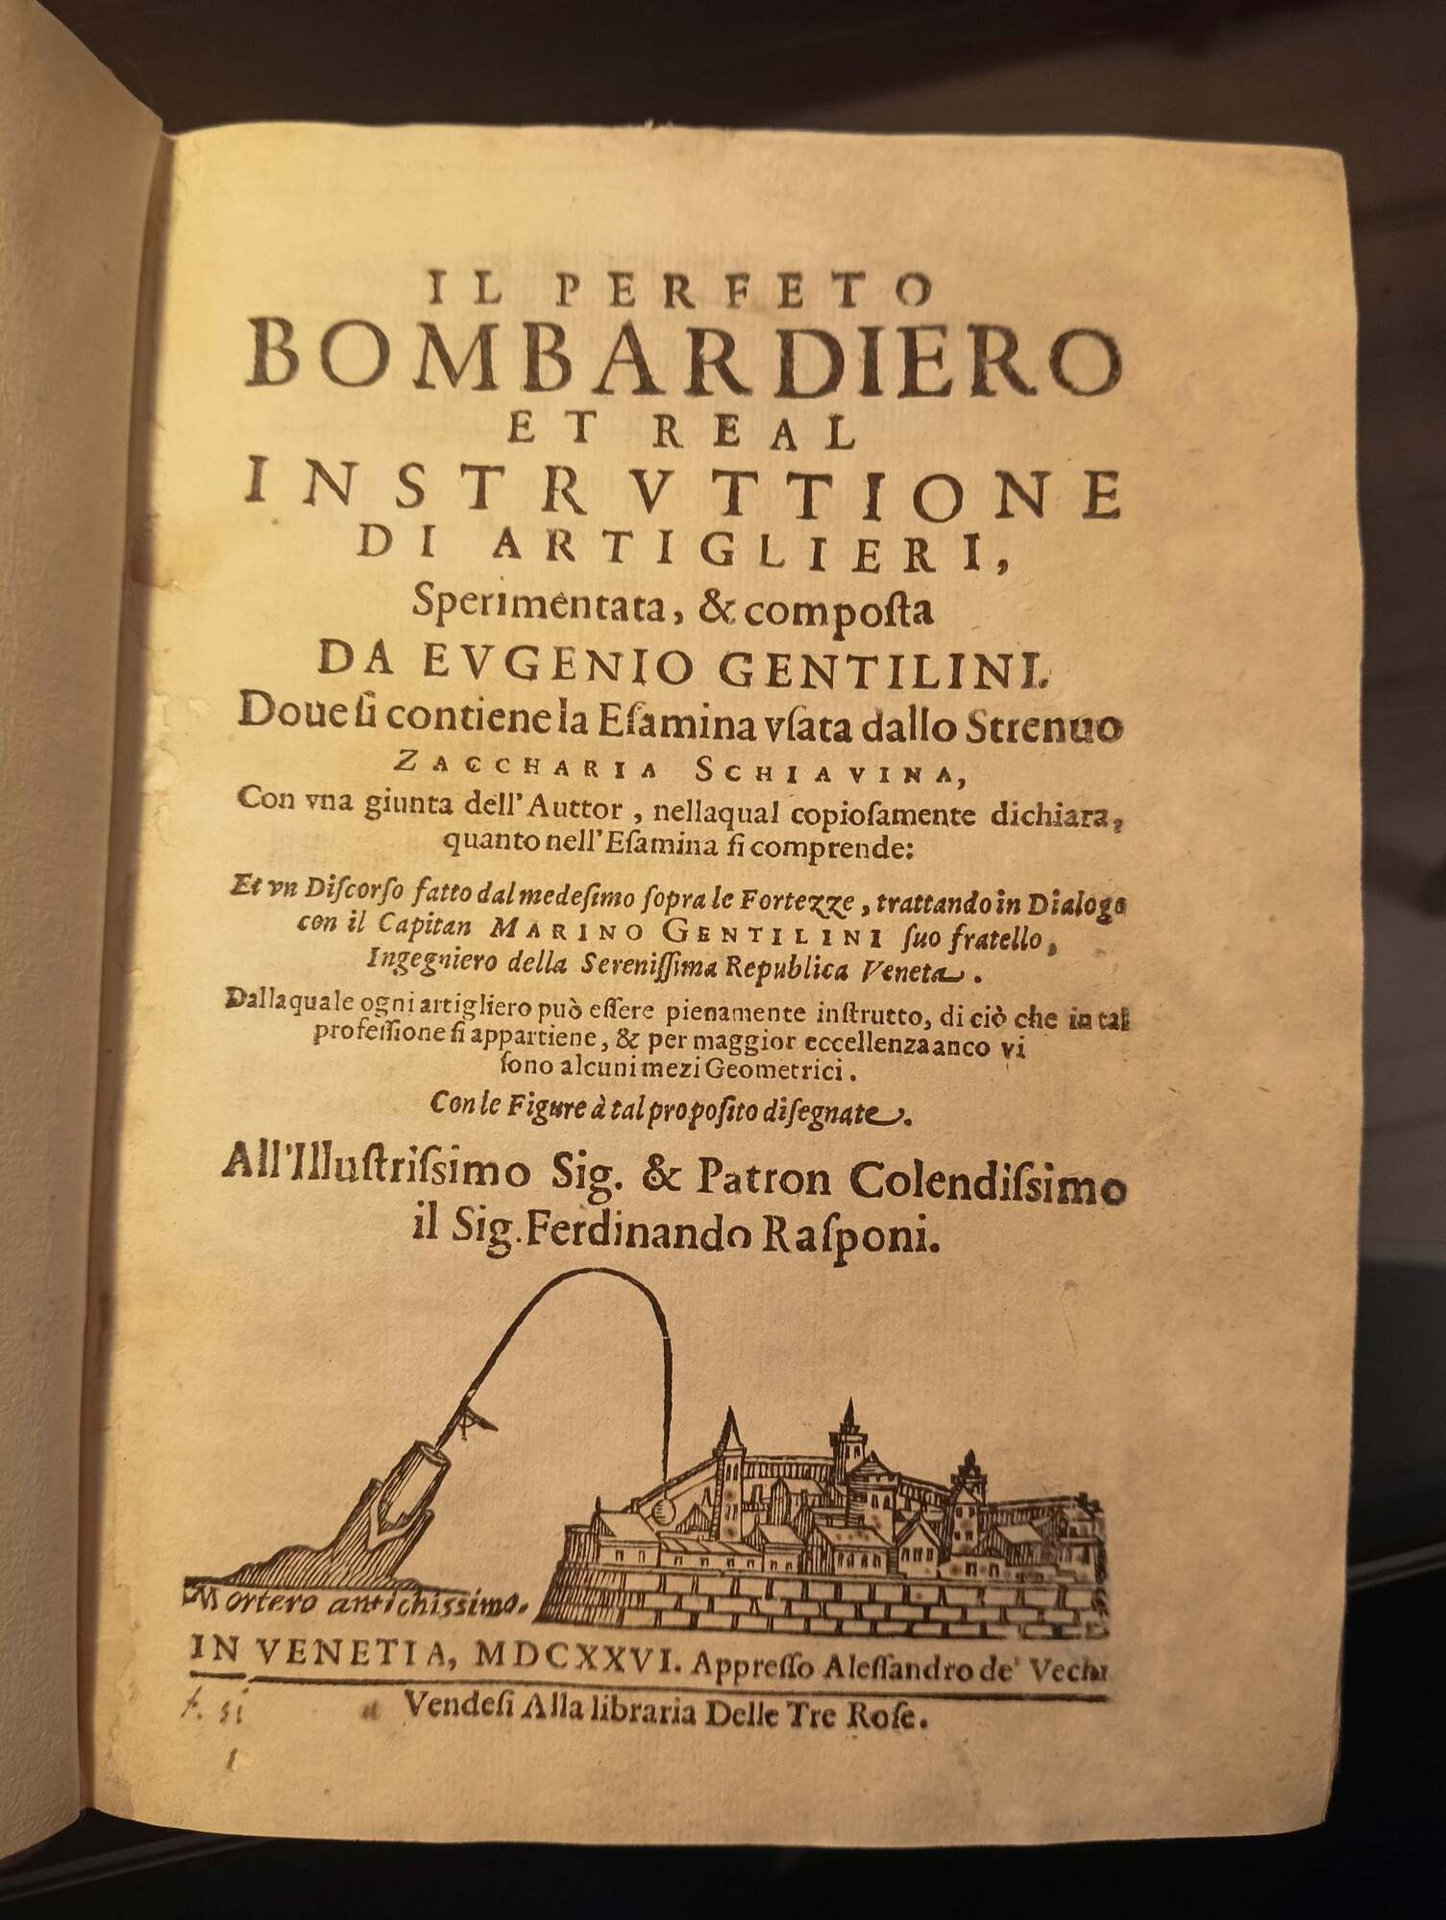 IL PERFETO
BOMBARDIERO
ET REAL
INSTRVTTIONE
DI ARTIGLIERI,
Sperimentata, & compoſta
DA EVGENIO GENTILINI.
Doue ſi contiene la Eſamina vſata dallo Strenuo
ZACCHARIA SCHIAVINA,
Con vna giunta dell'Auttor, nellaqual copioſamente dichiara,
quanto nell'Eſamina ſi comprende:
Et vn Diſcorſo fatto dal medeſimo ſopra le Fortezze, trattando in Dialogo
con il Capitan MARINO GENTILINI ſuo fratello,
Ingegniero della Sereniſſima Republica Veneta.
Dallaquale ogni artigliero può eſſere pienamente inſtrutto, di ciò che in tal
profeſſione ſi appartiene, & per maggior eccellenza anco vi
ſono alcuni mezi Geometrici.
Con le Figure à tal propoſito diſegnate.
All'Illuſtriſsimo Sig. & Patron Colendiſsimo
il Sig. Ferdinando Raſponi.
Mortero antichissimo.
IN VENETIA, MDCXXVI. Appreſſo Aleſſandro de' Vechi
Vendeſi Alla libraria Delle Tre Roſe.